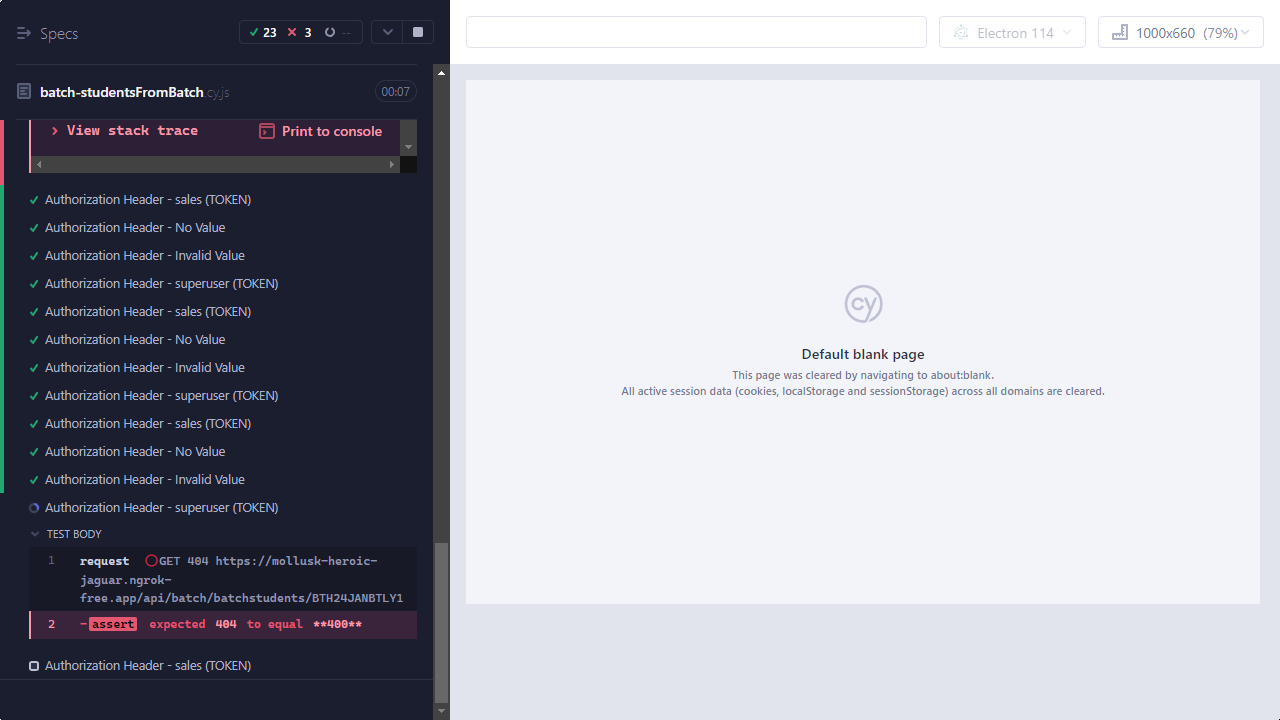 Specs
23 3 --
batch-studentsFromBatch.cy.js 00:07
View stack trace Print to console
Authorization Header - sales (TOKEN)
Authorization Header - No Value
Authorization Header - Invalid Value
Authorization Header - superuser (TOKEN)
Authorization Header - sales (TOKEN)
Authorization Header - No Value
Authorization Header - Invalid Value
Authorization Header - superuser (TOKEN)
Authorization Header - sales (TOKEN)
Authorization Header - No Value
Authorization Header - Invalid Value
Authorization Header - superuser (TOKEN)
TEST BODY
1 request GET 404 https://mollusk-heroic-
jaguar.ngrok-
free.app/api/batch/batchstudents/BTH24JANBTLY1
2 -assert expected 404 to equal **400**
Authorization Header - sales (TOKEN)
Electron 114
1000x660 (79%)
cy
Default blank page
This page was cleared by navigating to about:blank.
All active session data (cookies, localStorage and sessionStorage) across all domains are cleared.